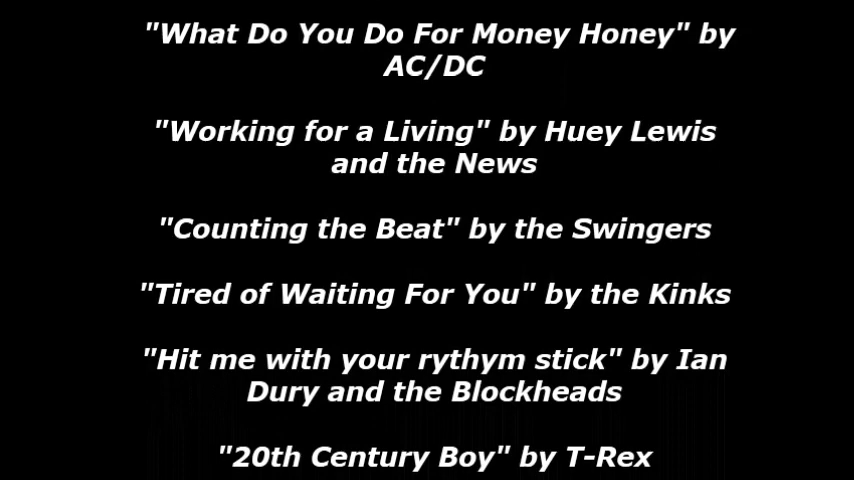 "What Do You Do For Money Honey" by
AC/DC
"Working for a Living" by Huey Lewis
and the News
"Counting the Beat" by the Swingers
"Tired of Waiting For You" by the Kinks
"Hit me with your rythym stick" by Ian
Dury and the Blockheads
"20th Century Boy" by T-Rex